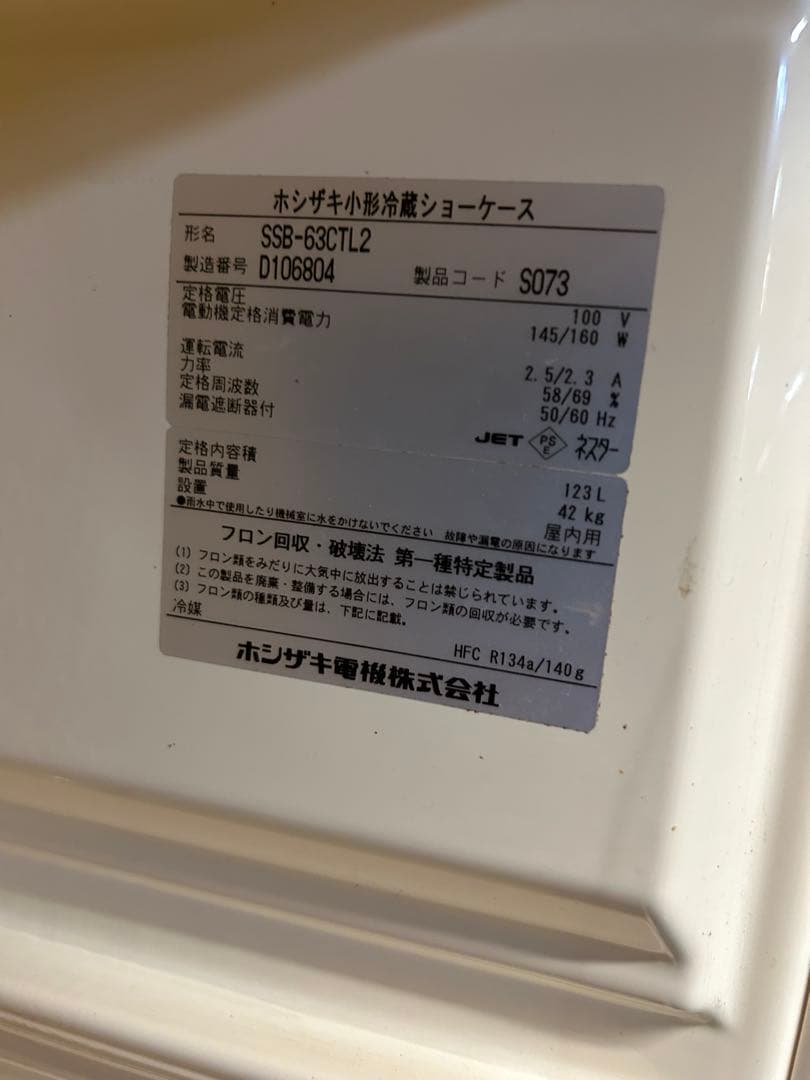 ホシザキ小形冷蔵ショーケース
形名 SSB-63CTL2
製造番号 D106804 製品コード S073
定格電圧 100 V
電動機定格消費電力 145/160 W
運転電流 2.5/2.3 A
力率 58/69 %
定格周波数 50/60 Hz
漏電遮断器付
JET PSE ネスター
定格内容積 123L
製品質量 42 kg
設置 屋内用
●雨水中で使用したり機械室に水をかけないでください 故障や漏電の原因になります
フロン回収・破壊法 第一種特定製品
(1) フロン類をみだりに大気中に放出することは禁じられています。
(2) この製品を廃棄・整備する場合には、フロン類の回収が必要です。
(3) フロン類の種類及び量は、下記に記載。
冷媒 HFC R134a/140g
ホシザキ電機株式会社